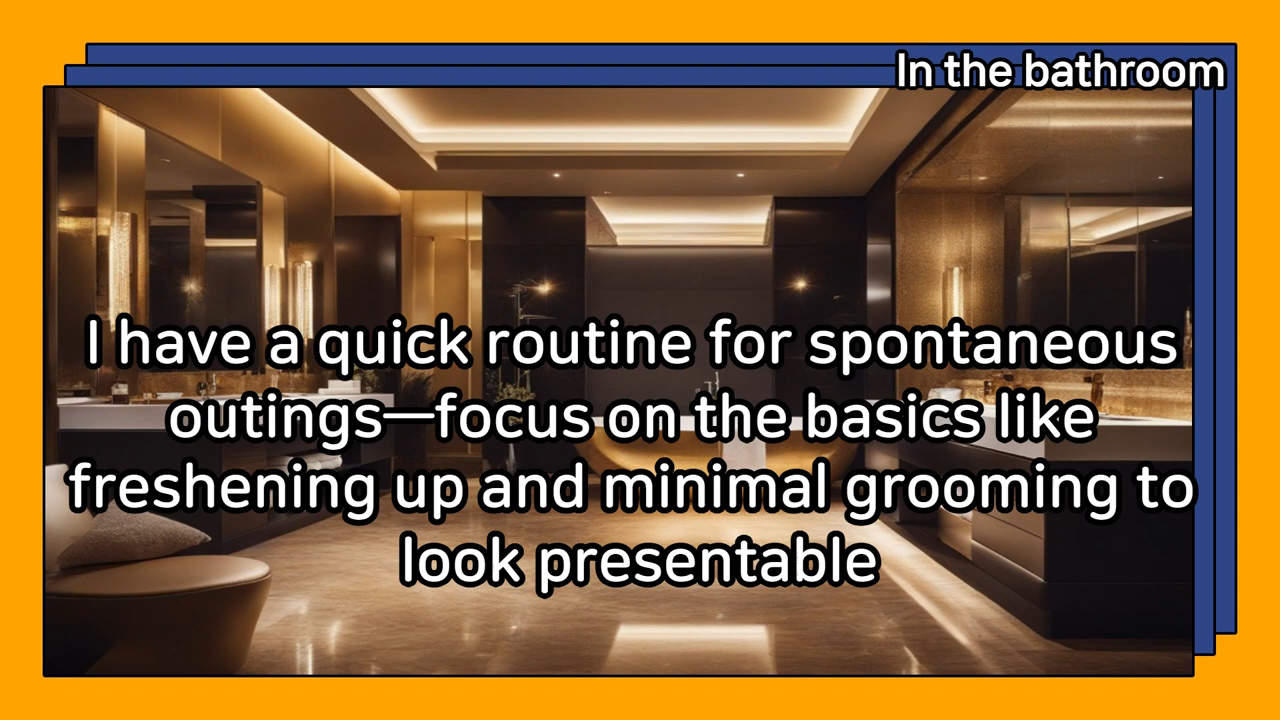 In the bathroom
I have a quick routine for spontaneous
outings—focus on the basics like
freshening up and minimal grooming to
look presentable